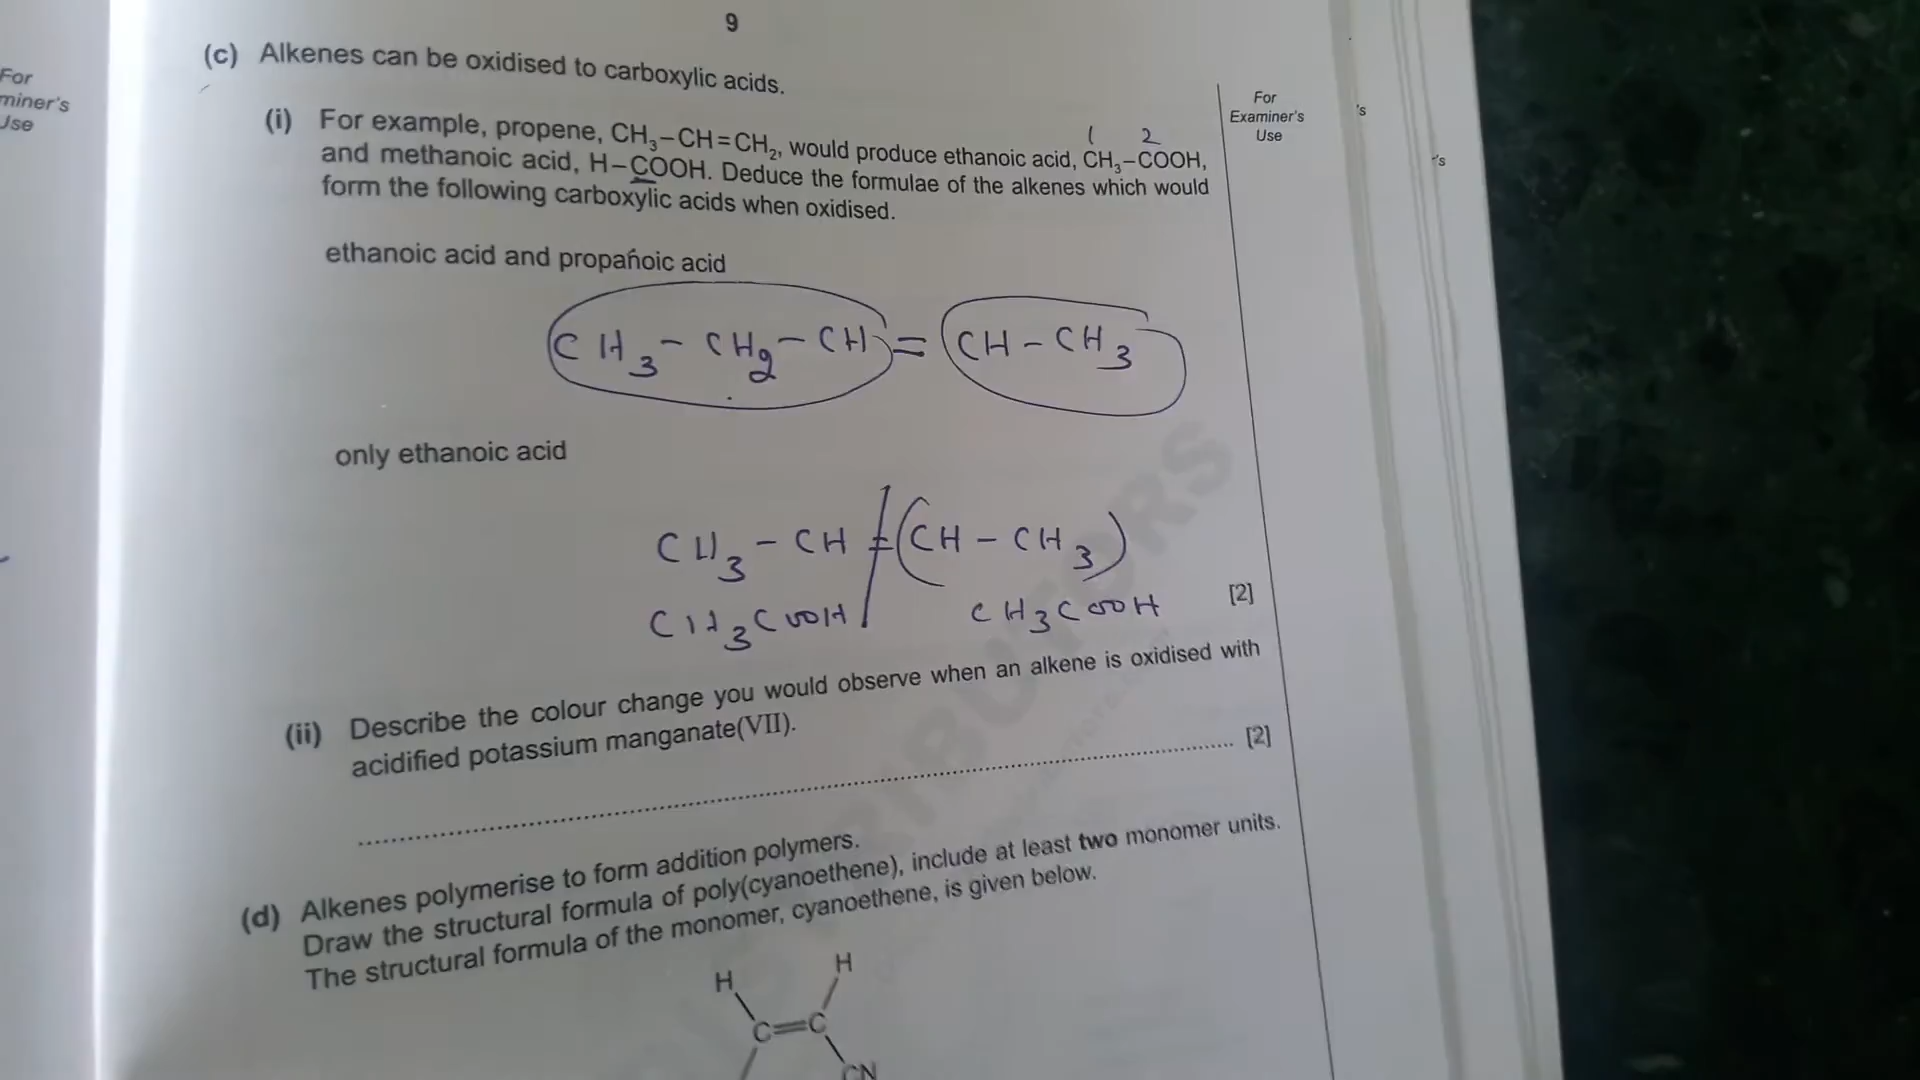 9
For
miner's
Use
(c) Alkenes can be oxidised to carboxylic acids.
For
Examiner's
Use
's
's
(i) For example, propene, CH₃–CH=CH₂, would produce ethanoic acid, CH₃–COOH,
1 2
and methanoic acid, H–COOH. Deduce the formulae of the alkenes which would
form the following carboxylic acids when oxidised.
ethanoic acid and propanoic acid
CH₃ – CH₂ – CH = CH – CH₃
only ethanoic acid
CH₃ – CH = (CH – CH₃)
CH₃COOH / CH₃COOH
[2]
(ii) Describe the colour change you would observe when an alkene is oxidised with
acidified potassium manganate(VII).
[2]
(d) Alkenes polymerise to form addition polymers.
Draw the structural formula of poly(cyanoethene), include at least two monomer units.
The structural formula of the monomer, cyanoethene, is given below.
H H
C=C
CN